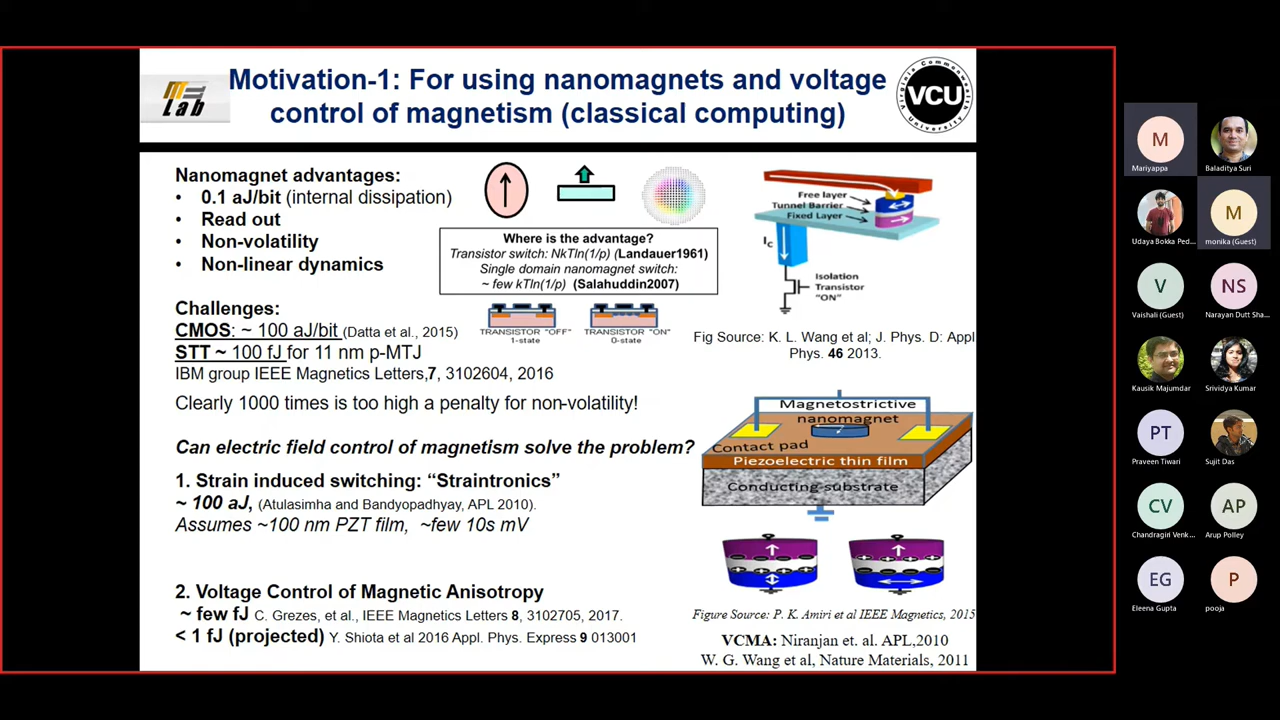 Motivation-1: For using nanomagnets and voltage
control of magnetism (classical computing)
Lab
VCU
Virginia Commonwealth University
Nanomagnet advantages:
• 0.1 aJ/bit (internal dissipation)
• Read out
• Non-volatility
• Non-linear dynamics
Where is the advantage?
Transistor switch: NkTln(1/p) (Landauer1961)
Single domain nanomagnet switch:
~ few kTln(1/p) (Salahuddin2007)
TRANSISTOR "OFF"
1-state
TRANSISTOR "ON"
0-state
Challenges:
CMOS: ~ 100 aJ/bit (Datta et al., 2015)
STT ~ 100 fJ for 11 nm p-MTJ
IBM group IEEE Magnetics Letters,7, 3102604, 2016
Clearly 1000 times is too high a penalty for non-volatility!
Can electric field control of magnetism solve the problem?
1. Strain induced switching: “Straintronics”
~ 100 aJ, (Atulasimha and Bandyopadhyay, APL 2010).
Assumes ~100 nm PZT film, ~few 10s mV
2. Voltage Control of Magnetic Anisotropy
~ few fJ C. Grezes, et al., IEEE Magnetics Letters 8, 3102705, 2017.
< 1 fJ (projected) Y. Shiota et al 2016 Appl. Phys. Express 9 013001
Free layer
Tunnel Barrier
Fixed Layer
IC
Isolation
Transistor
"ON"
Fig Source: K. L. Wang et al; J. Phys. D: Appl
Phys. 46 2013.
Magnetostrictive
nanomagnet
Contact pad
Piezoelectric thin film
Conducting substrate
Figure Source: P. K. Amiri et al IEEE Magnetics, 2015
VCMA: Niranjan et. al. APL,2010
W. G. Wang et al, Nature Materials, 2011
M
Mariyappa
Baladitya Suri
Udaya Bokka Ped...
M
monika (Guest)
V
Vaishali (Guest)
NS
Narayan Dutt Sha...
Kausik Majumdar
Srividya Kumar
PT
Praveen Tiwari
Sujit Das
CV
Chandragiri Venk...
AP
Arup Polley
EG
Eleena Gupta
P
pooja